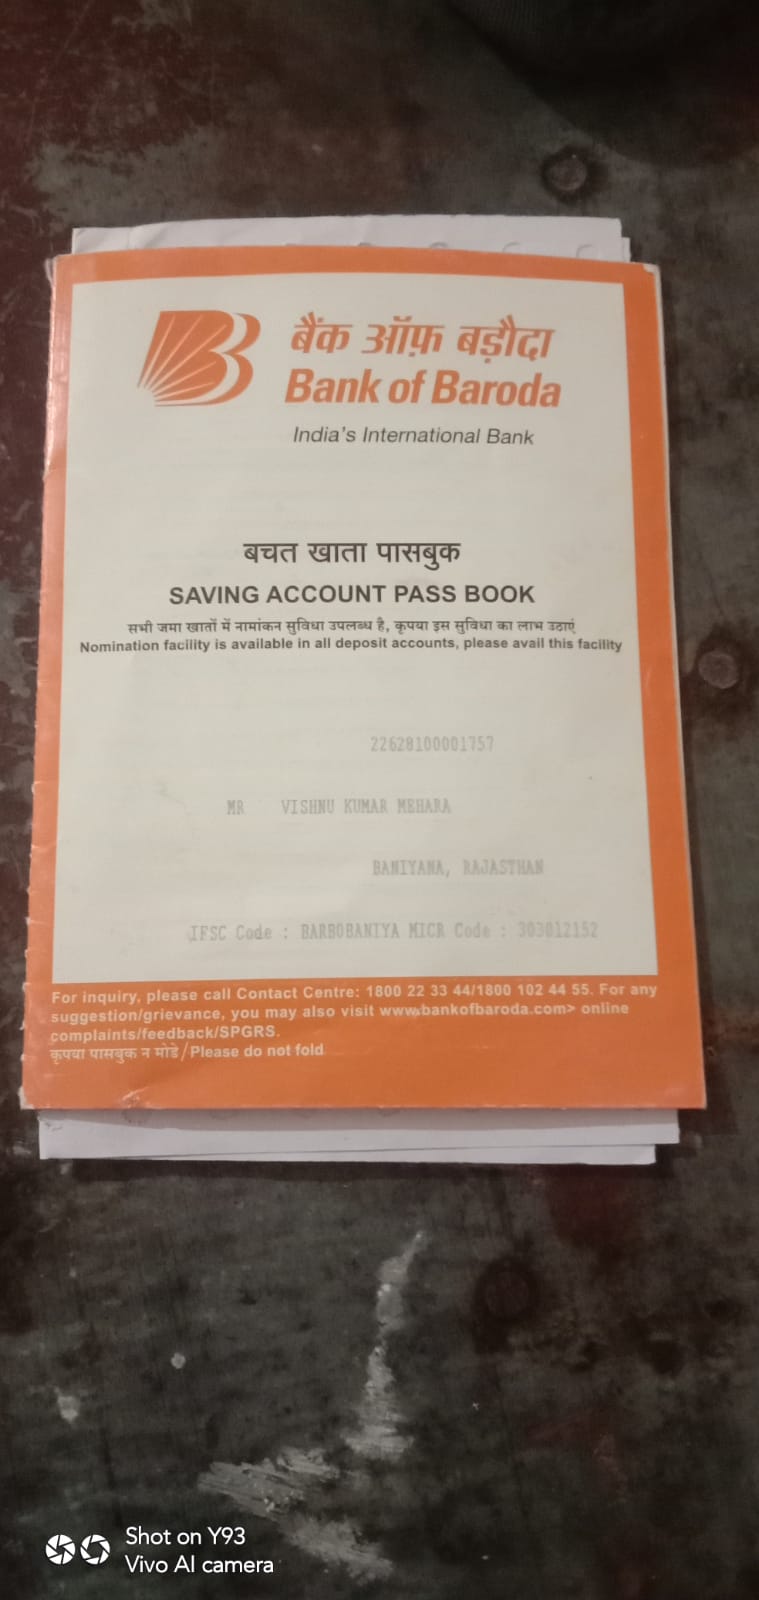 बैंक ऑफ़ बड़ौदा
Bank of Baroda
India's International Bank
बचत खाता पासबुक
SAVING ACCOUNT PASS BOOK
सभी जमा खातों में नामांकन सुविधा उपलब्ध है, कृपया इस सुविधा का लाभ उठाएं
Nomination facility is available in all deposit accounts, please avail this facility
22628100001757
MR VISHNU KUMAR MEHARA
BANIYANA, RAJASTHAN
IFSC Code : BARB0BANIYA MICR Code : 303012152
For inquiry, please call Contact Centre: 1800 22 33 44/1800 102 44 55. For any
suggestion/grievance, you may also visit www.bankofbaroda.com> online
complaints/feedback/SPGRS.
कृपया पासबुक न मोडे/Please do not fold
Shot on Y93
Vivo AI camera